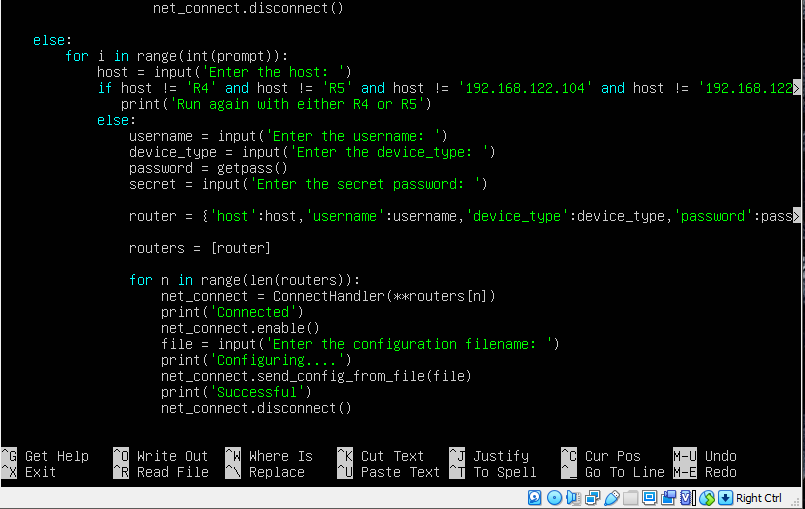 net_connect.disconnect()
else:
for i in range(int(prompt)):
host = input('Enter the host: ')
if host != 'R4' and host != 'R5' and host != '192.168.122.104' and host != '192.168.122>
print('Run again with either R4 or R5')
else:
username = input('Enter the username: ')
device_type = input('Enter the device_type: ')
password = getpass()
secret = input('Enter the secret password: ')
router = {'host':host,'username':username,'device_type':device_type,'password':pass>
routers = [router]
for n in range(len(routers)):
net_connect = ConnectHandler(**routers[n])
print('Connected')
net_connect.enable()
file = input('Enter the configuration filename: ')
print('Configuring....')
net_connect.send_config_from_file(file)
print('Successful')
net_connect.disconnect()
^G Get Help ^O Write Out ^W Where Is ^K Cut Text ^J Justify ^C Cur Pos M-U Undo
^X Exit ^R Read File ^\ Replace ^U Paste Text ^T To Spell ^_ Go To Line M-E Redo
Right Ctrl